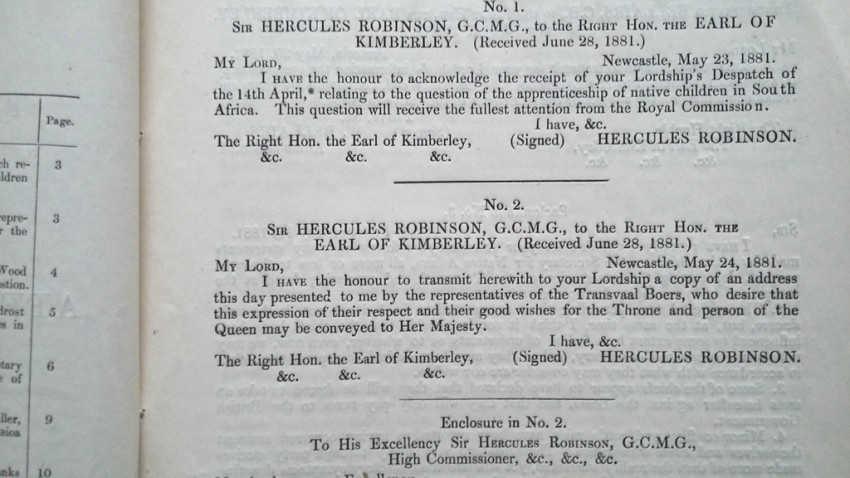 Page.
3
ldren
3
r the
Wood
4
stion.
5
s in
6
e of
9
10
No. 1.
SIR HERCULES ROBINSON, G.C.M.G., to the RIGHT HON. THE EARL OF
KIMBERLEY. (Received June 28, 1881.)
MY LORD, Newcastle, May 23, 1881.
I HAVE the honour to acknowledge the receipt of your Lordship's Despatch of
the 14th April,* relating to the question of the apprenticeship of native children in South
Africa. This question will receive the fullest attention from the Royal Commission.
I have, &c.
The Right Hon. the Earl of Kimberley, (Signed) HERCULES ROBINSON.
&c. &c. &c.
No. 2.
SIR HERCULES ROBINSON, G.C.M.G., to the RIGHT HON. THE
EARL OF KIMBERLEY. (Received June 28, 1881.)
MY LORD, Newcastle, May 24, 1881.
I HAVE the honour to transmit herewith to your Lordship a copy of an address
this day presented to me by the representatives of the Transvaal Boers, who desire that
this expression of their respect and their good wishes for the Throne and person of the
Queen may be conveyed to Her Majesty.
I have, &c.
The Right Hon. the Earl of Kimberley, (Signed) HERCULES ROBINSON.
&c. &c. &c.
Enclosure in No. 2.
To His Excellency Sir HERCULES ROBINSON, G.C.M.G.,
High Commissioner, &c., &c., &c.